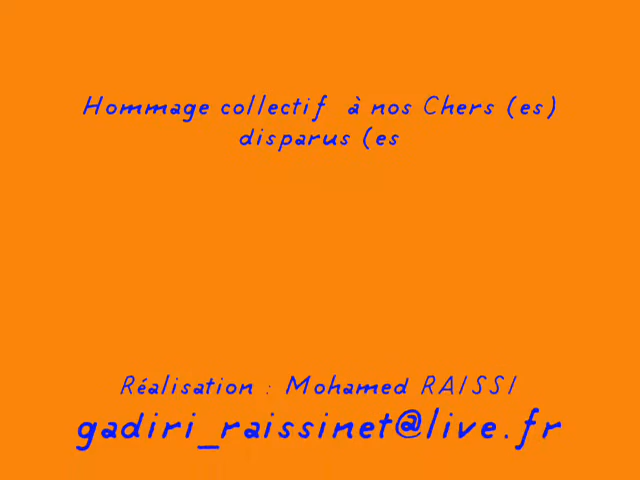 Hommage collectif à nos Chers (es)
disparus (es
Réalisation : Mohamed RAISSI
gadiri_raissinet@live.fr